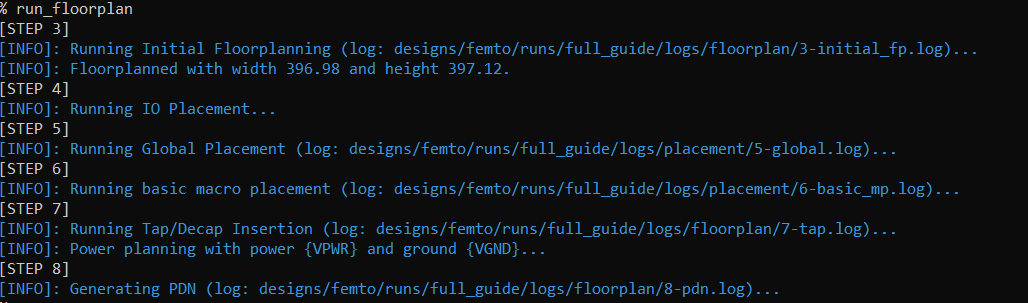 % run_floorplan
[STEP 3]
[INFO]: Running Initial Floorplanning (log: designs/femto/runs/full_guide/logs/floorplan/3-initial_fp.log)...
[INFO]: Floorplanned with width 396.98 and height 397.12.
[STEP 4]
[INFO]: Running IO Placement...
[STEP 5]
[INFO]: Running Global Placement (log: designs/femto/runs/full_guide/logs/placement/5-global.log)...
[STEP 6]
[INFO]: Running basic macro placement (log: designs/femto/runs/full_guide/logs/placement/6-basic_mp.log)...
[STEP 7]
[INFO]: Running Tap/Decap Insertion (log: designs/femto/runs/full_guide/logs/floorplan/7-tap.log)...
[INFO]: Power planning with power {VPWR} and ground {VGND}...
[STEP 8]
[INFO]: Generating PDN (log: designs/femto/runs/full_guide/logs/floorplan/8-pdn.log)...